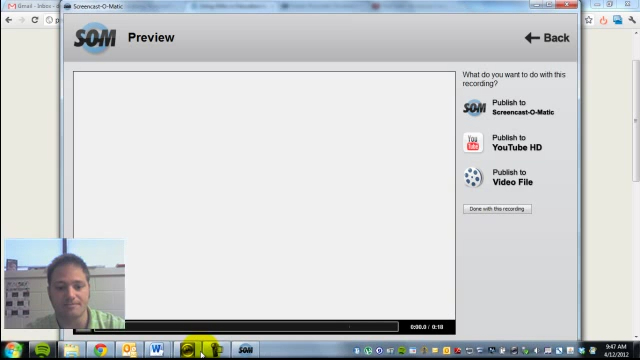 Gmail - Inbox - d
Screencast-O-Matic
SOM
Preview
Back
What do you want to do with this
recording?
SOM
Publish to
Screencast-O-Matic
You
Tube
Publish to
YouTube HD
Publish to
Video File
Done with this recording
0:00.0 / 0:18
SOM
9:47 AM
4/12/2012